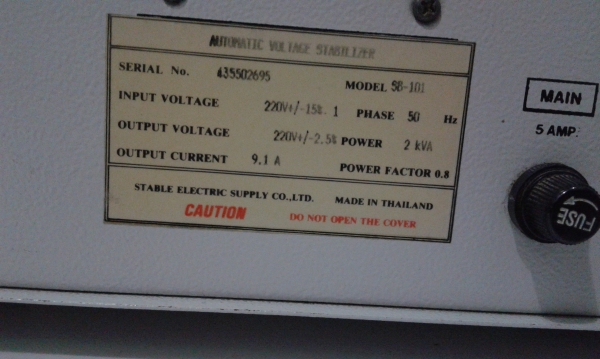 AUTOMATIC VOLTAGE STABILIZER
SERIAL No. 435502695 MODEL 58-101
INPUT VOLTAGE 220V+/-15% 1 PHASE 50 Hz
OUTPUT VOLTAGE 220V+/-2.5% POWER 2 kVA
OUTPUT CURRENT 9.1 A POWER FACTOR 0.8
STABLE ELECTRIC SUPPLY CO.,LTD. MADE IN THAILAND
CAUTION DO NOT OPEN THE COVER
MAIN
5 AMP.
FUSE